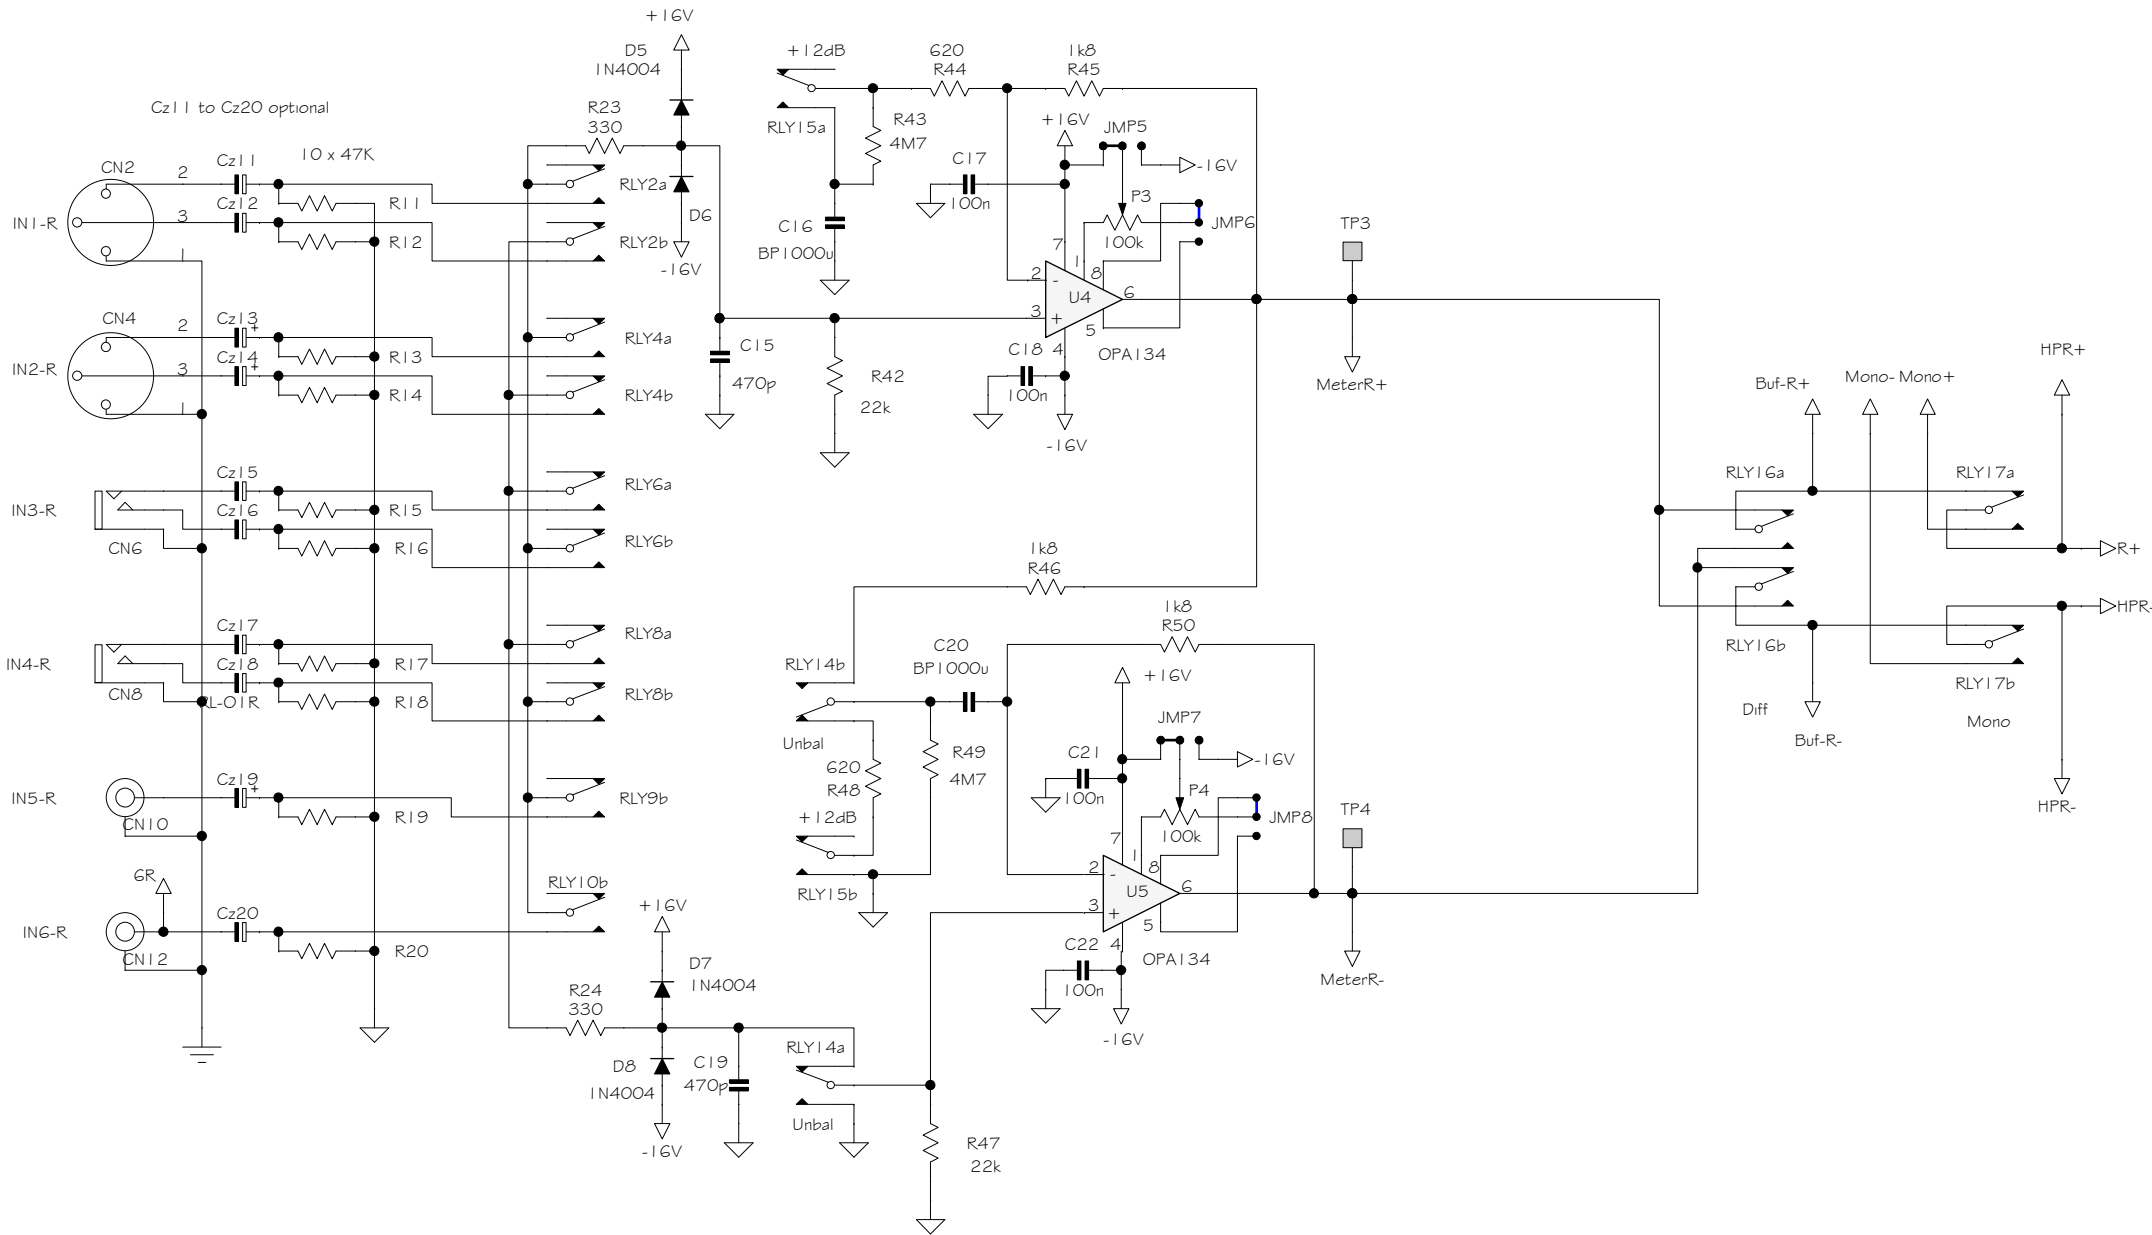 +16V
D5
1N4004
+12dB
620
R44
1k8
R45
Cz11 to Cz20 optional
R23
330
RLY15a
R43
4M7
+16V
JMP5
-16V
CN2
2
Cz11
10 x 47K
RLY2a
D6
C17
100n
P3
100k
JMP6
IN1-R
3
Cz12
R11
R12
RLY2b
1
-16V
C16
BP1000u
7
1
8
TP3
2
-
U4
6
3
+
5
4
OPA134
CN4
2
Cz13
+
R13
RLY4a
C15
470p
C18
100n
-16V
MeterR+
HPR+
IN2-R
3
Cz14
+
R14
RLY4b
1
R42
22k
Buf-R+
Mono-
Mono+
Cz15
RLY6a
RLY16a
RLY17a
IN3-R
Cz16
R15
CN6
R16
RLY6b
1k8
R46
R+
HPR-
1k8
R50
Cz17
RLY8a
C20
BP1000u
RLY16b
IN4-R
Cz18
R17
RLY14b
+16V
CN8
RL-01R
R18
RLY8b
RLY17b
Diff
Mono
Buf-R-
Unbal
R49
4M7
JMP7
-16V
C21
100n
620
R48
IN5-R
Cz19
+
RLY9b
P4
100k
JMP8
TP4
HPR-
CN10
R19
+12dB
7
1
8
6R
RLY10b
RLY15b
2
-
U5
6
3
+
5
4
OPA134
IN6-R
Cz20
+16V
CN12
R20
C22
100n
-16V
MeterR-
D7
1N4004
R24
330
D8
1N4004
C19
470p
RLY14a
Unbal
-16V
R47
22k